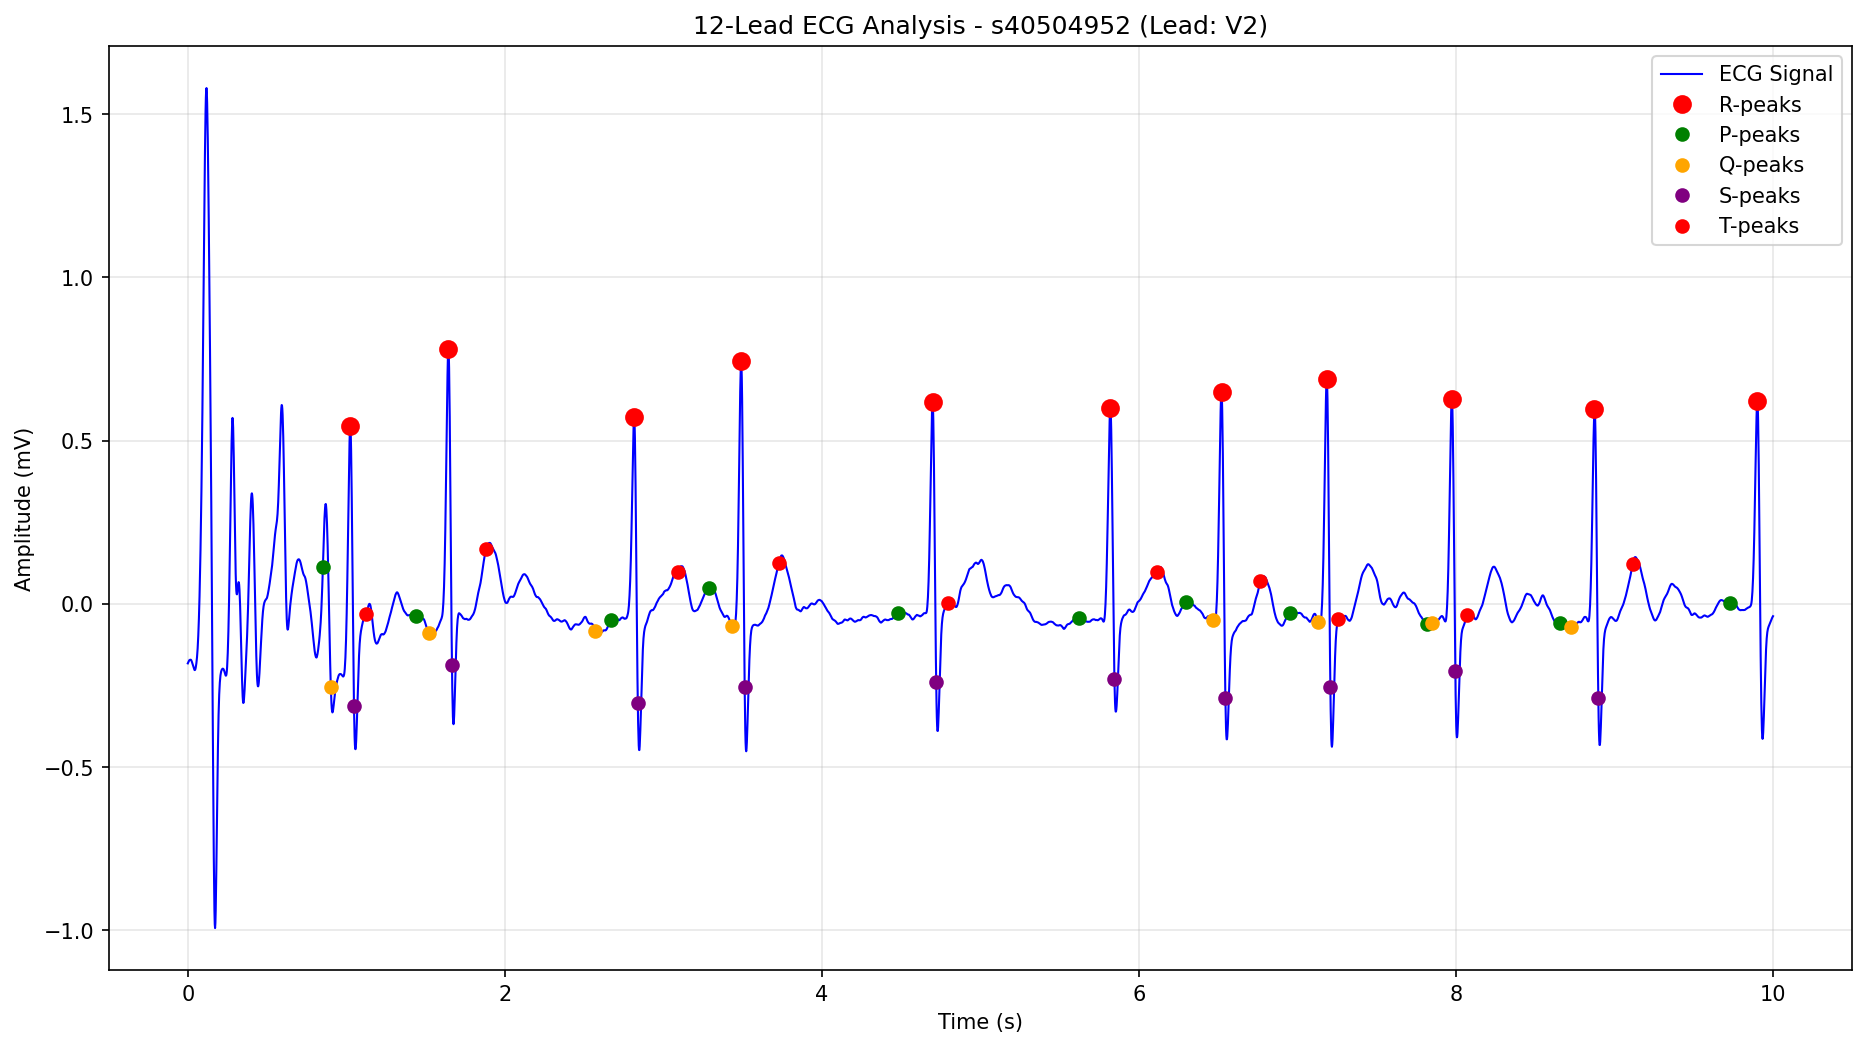 12-Lead ECG Analysis - s40504952 (Lead: V2)
ECG Signal
R-peaks
P-peaks
Q-peaks
S-peaks
T-peaks
Amplitude (mV)
1.5
1.0
0.5
0.0
−0.5
−1.0
0 2 4 6 8 10
Time (s)